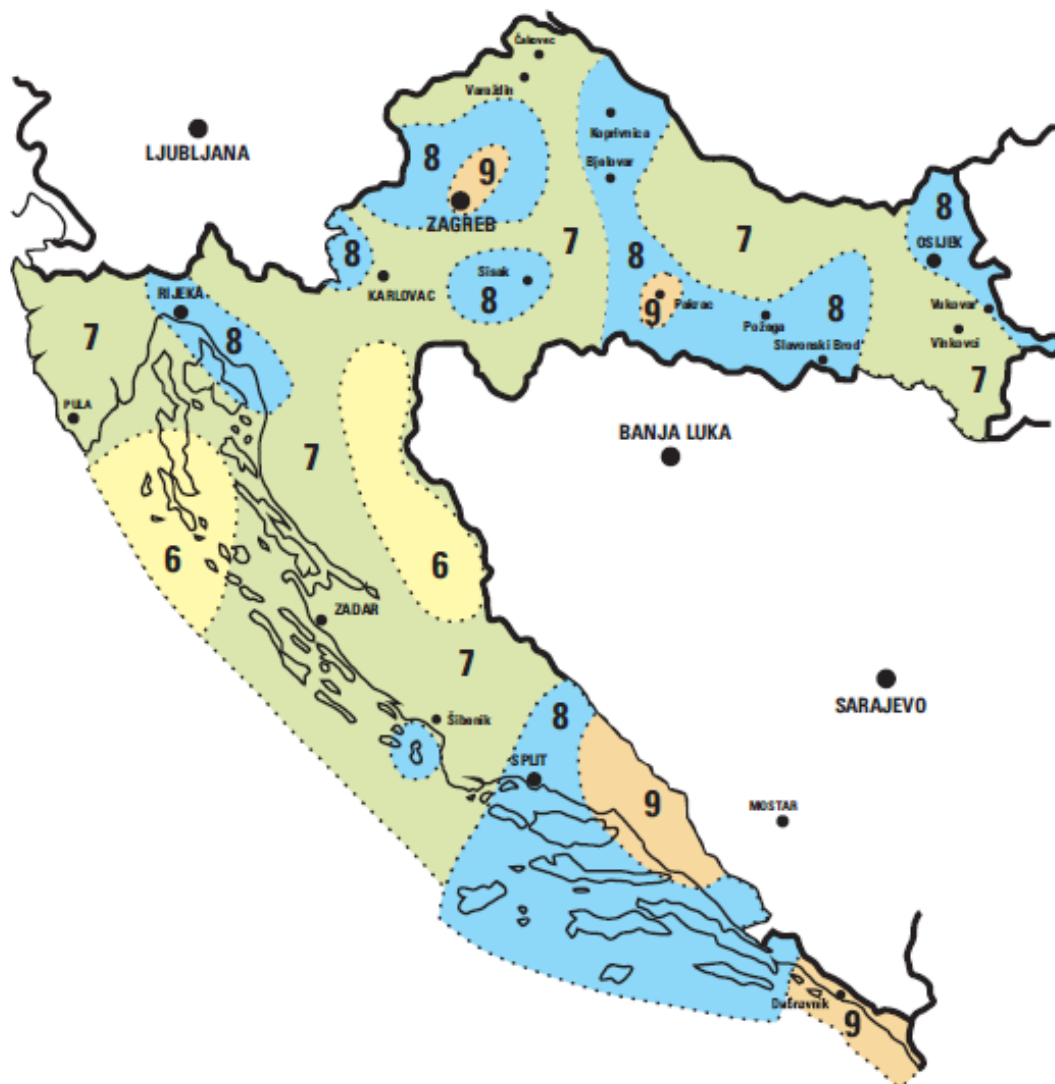 Čakovec
Varaždin
Koprivnica
LJUBLJANA
8
9
Bjelovar
8
ZAGREB
OSIJEK
7
7
8
8
Sisak
KARLOVAC
8
9
Pakrac
8
Vukovar
RIJEKA
Požega
Vinkovci
7
8
Slavonski Brod
7
PULA
BANJA LUKA
7
6
6
ZADAR
7
SARAJEVO
Šibenik
8
8
SPLIT
9
MOSTAR
Dubrovnik
9